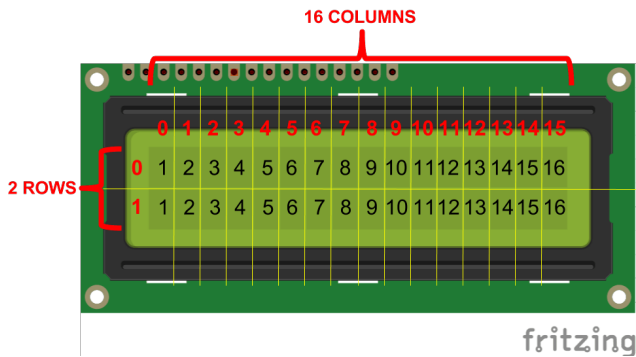 16 COLUMNS
0 1 2 3 4 5 6 7 8 9 10 11 12 13 14 15
0 1 2 3 4 5 6 7 8 9 10 11 12 13 14 15 16
2 ROWS
1 1 2 3 4 5 6 7 8 9 10 11 12 13 14 15 16
fritzing